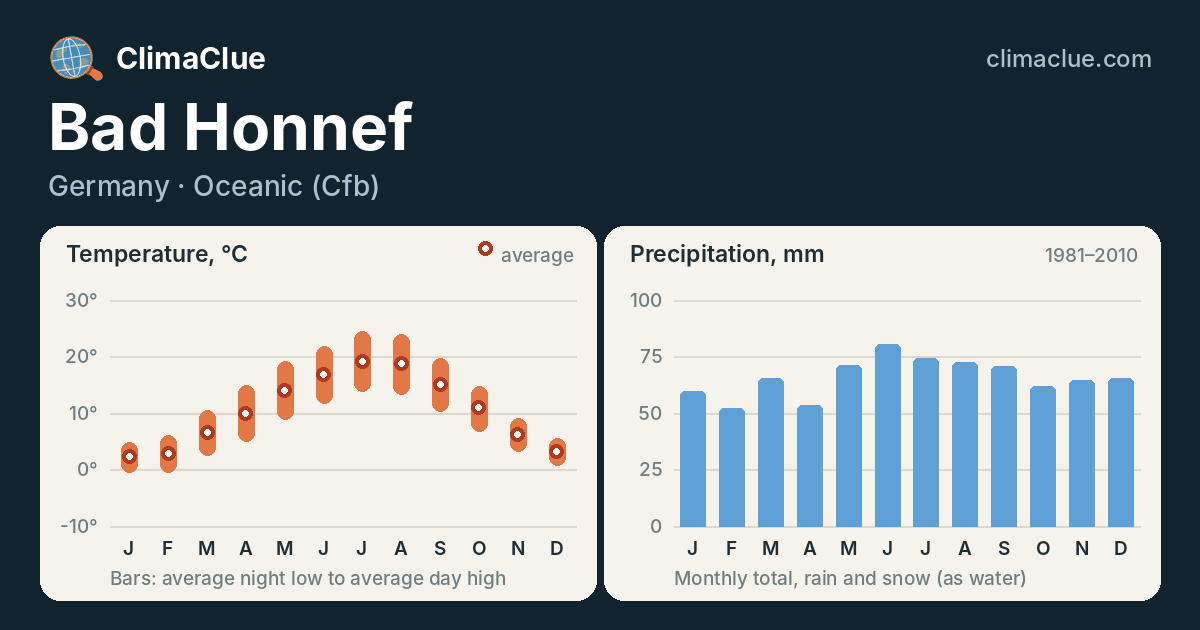 ClimaClue
climaclue.com
Bad Honnef
Germany · Oceanic (Cfb)
Temperature, °C
average
30°
20°
10°
0°
-10°
J F M A M J J A S O N D
Bars: average night low to average day high
Precipitation, mm
1981–2010
100
75
50
25
0
J F M A M J J A S O N D
Monthly total, rain and snow (as water)